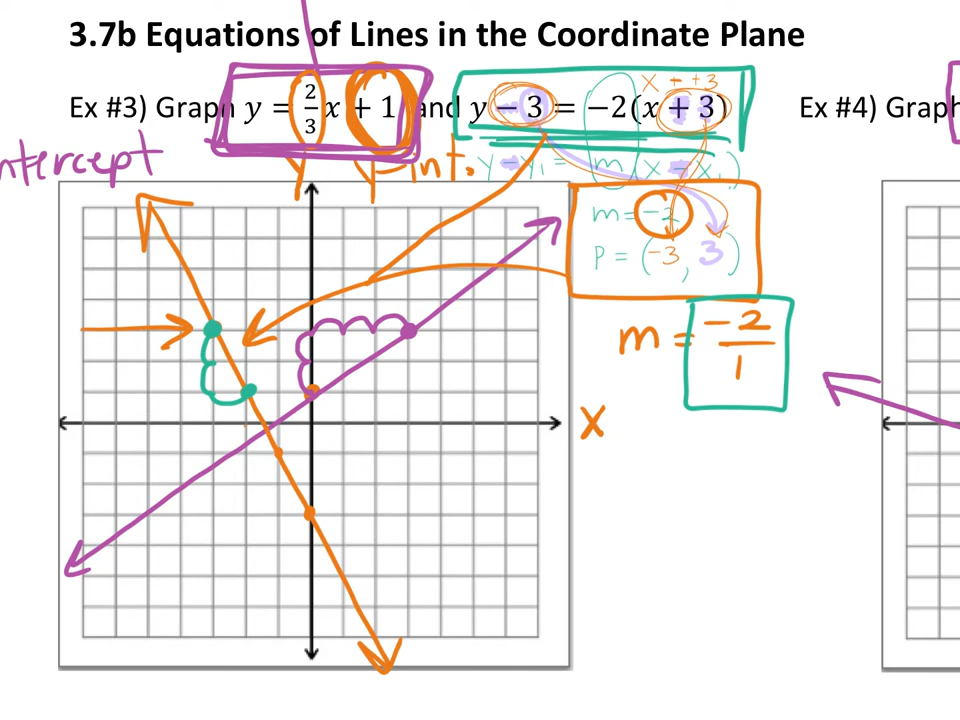 3.7b Equations of Lines in the Coordinate Plane
x - +3
Ex #3) Graph y = 2/3 x + 1 and y − 3 = −2(x + 3)
Ex #4) Graph
ntercept
y
int.
y - y₁ = m(x - x₁)
m = -2
P = (-3, 3)
m = -2/1
x